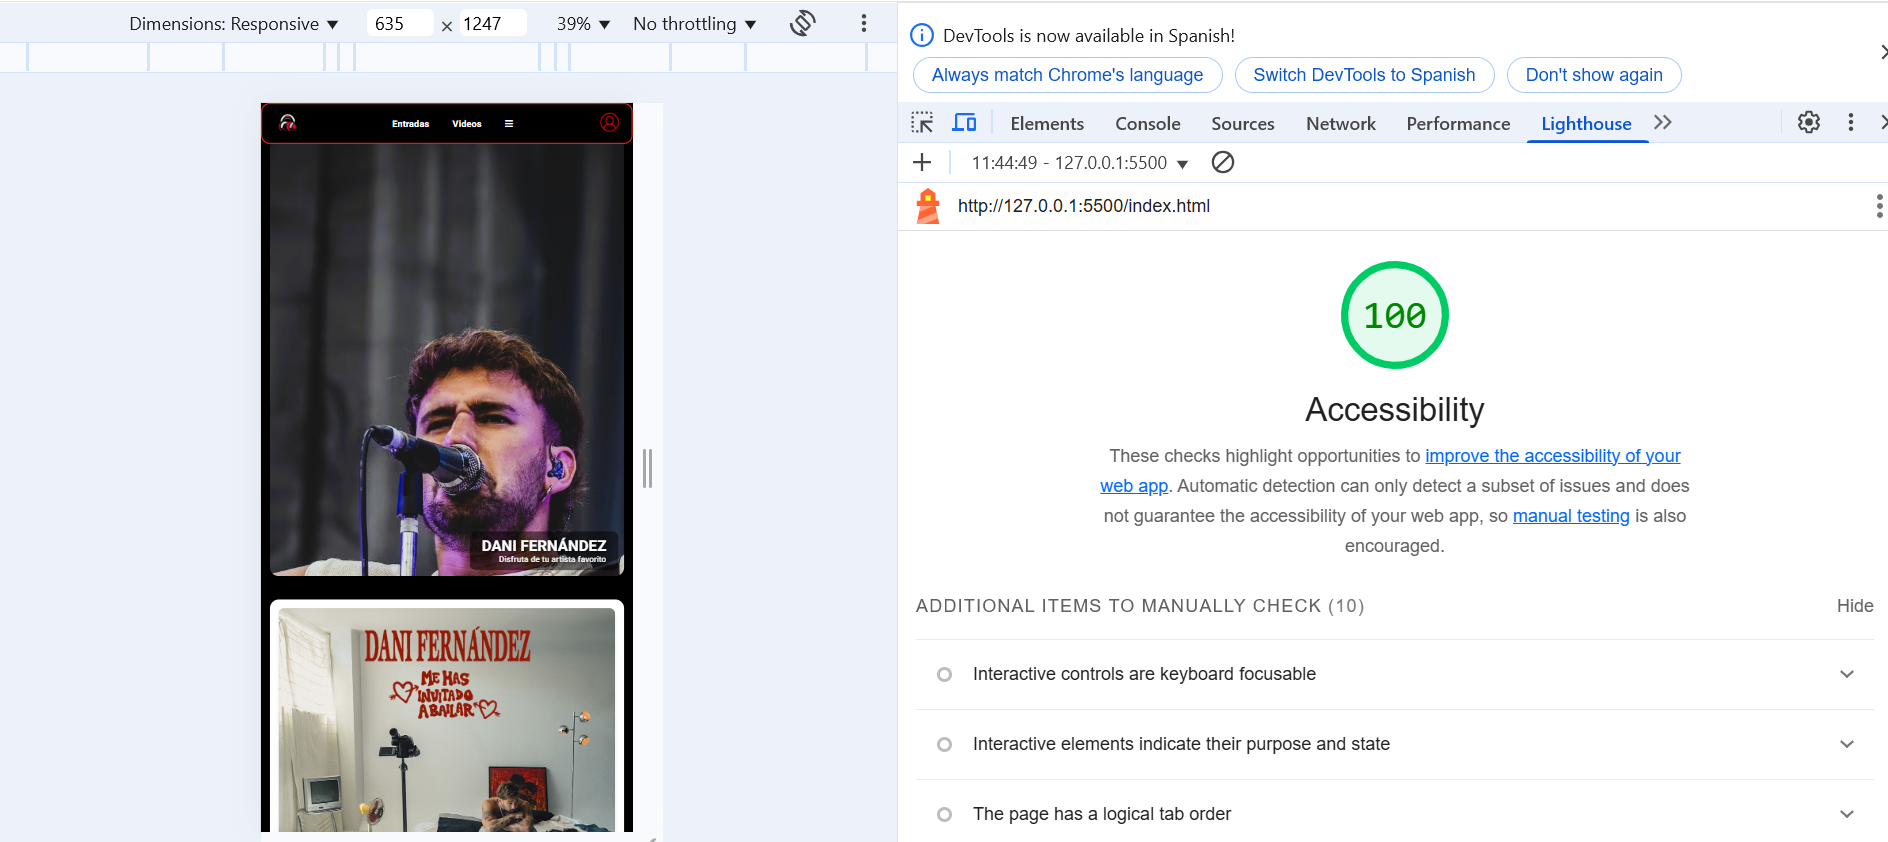 Dimensions: Responsive ▼ 635 × 1247 39% ▼ No throttling ▼
Entradas Videos ≡
DANI FERNÁNDEZ
Disfruta de tu artista favorito
DANI FERNÁNDEZ
ME HAS
INVITADO
A BAILAR
DevTools is now available in Spanish!
Always match Chrome's language Switch DevTools to Spanish Don't show again
Elements Console Sources Network Performance Lighthouse
11:44:49 - 127.0.0.1:5500 ▼
http://127.0.0.1:5500/index.html
100
Accessibility
These checks highlight opportunities to improve the accessibility of your
web app. Automatic detection can only detect a subset of issues and does
not guarantee the accessibility of your web app, so manual testing is also
encouraged.
ADDITIONAL ITEMS TO MANUALLY CHECK (10) Hide
Interactive controls are keyboard focusable
Interactive elements indicate their purpose and state
The page has a logical tab order